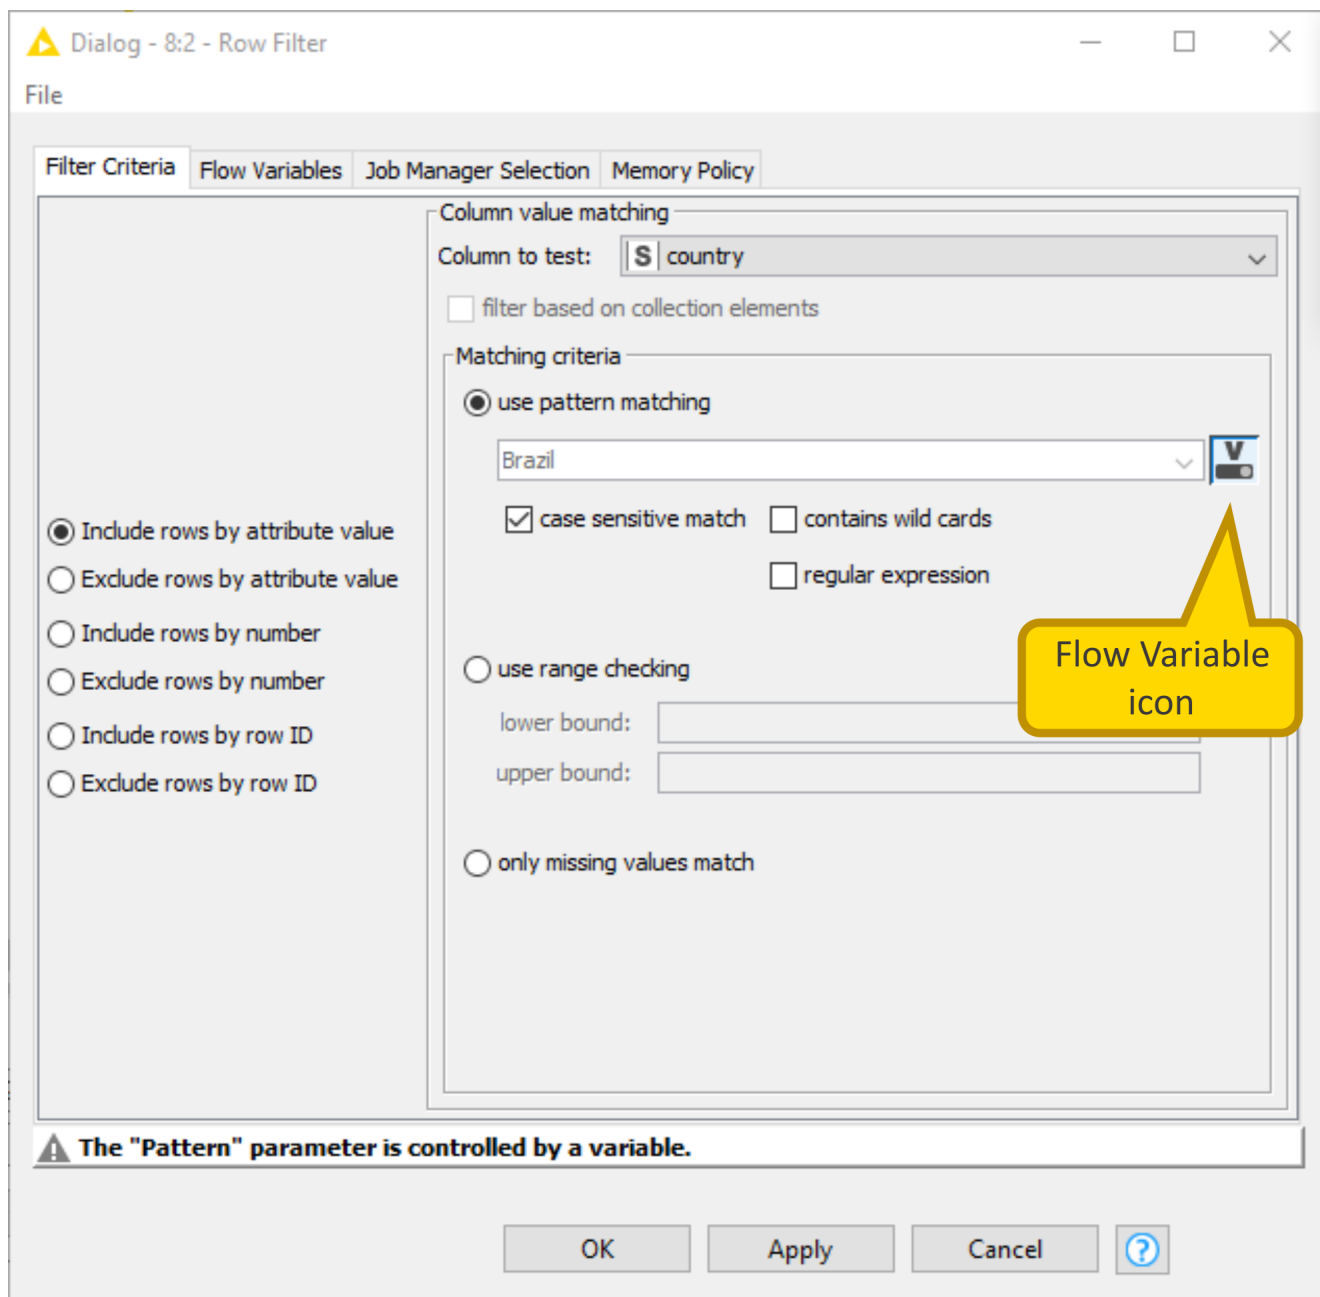 Dialog - 8:2 - Row Filter
File
Filter Criteria
Flow Variables
Job Manager Selection
Memory Policy
Column value matching
Column to test:
S
country
filter based on collection elements
Matching criteria
use pattern matching
Brazil
V
case sensitive match
contains wild cards
regular expression
Include rows by attribute value
Exclude rows by attribute value
Include rows by number
Exclude rows by number
Include rows by row ID
Exclude rows by row ID
Flow Variable
icon
use range checking
lower bound:
upper bound:
only missing values match
The "Pattern" parameter is controlled by a variable.
OK
Apply
Cancel
?